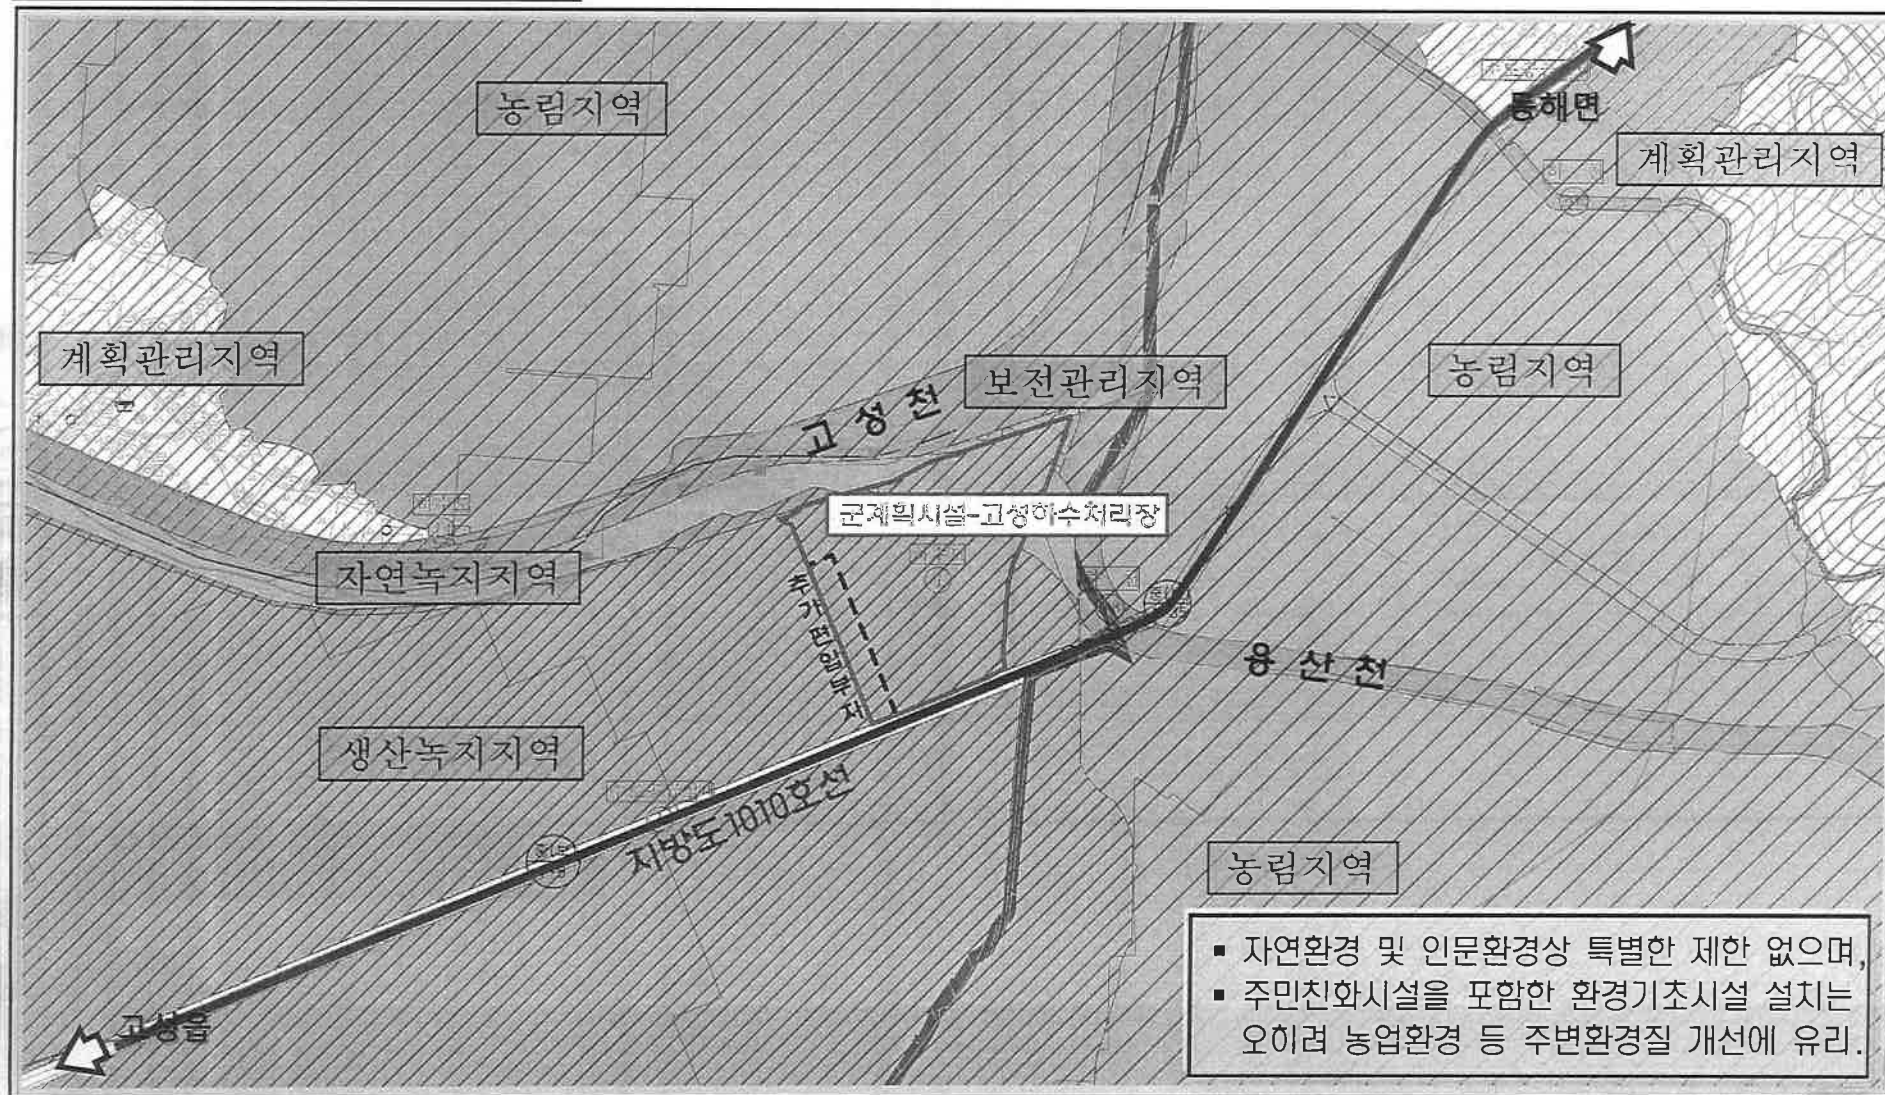 농림지역
동해면
계획관리지역
계획관리지역
보전관리지역
농림지역
고성천
군계획시설-고성하수처리장
자연녹지지역
추가편입부지
용산천
생산녹지지역
지방도1010호선
농림지역
고성읍
▪ 자연환경 및 인문환경상 특별한 제한 없으며,
▪ 주민친화시설을 포함한 환경기초시설 설치는
오히려 농업환경 등 주변환경질 개선에 유리.